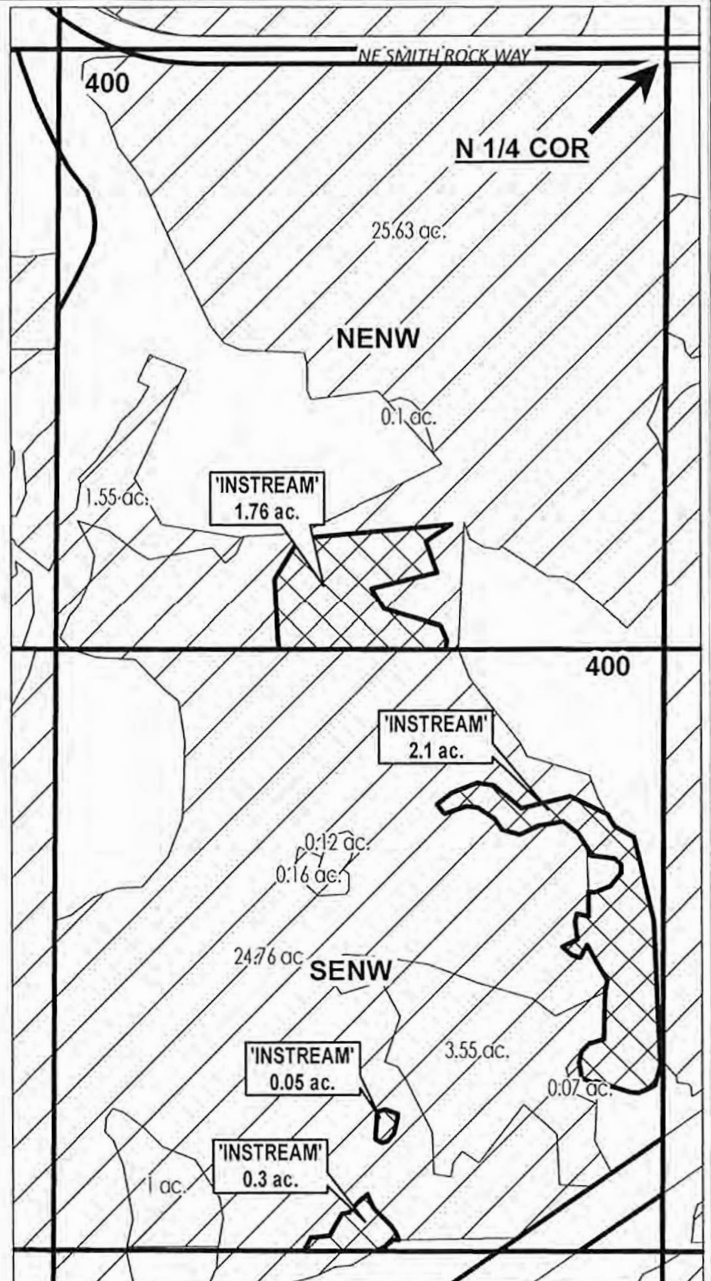 NE SMITH ROCK WAY
400
N 1/4 COR
25.63 ac.
NENW
0.1 ac.
'INSTREAM'
1.76 ac.
1.55 ac.
400
'INSTREAM'
2.1 ac.
0.12 ac.
0.16 ac.
24.76 ac
SENW
3.55 ac.
'INSTREAM'
0.05 ac.
0.07 ac.
'INSTREAM'
0.3 ac.
1 ac.